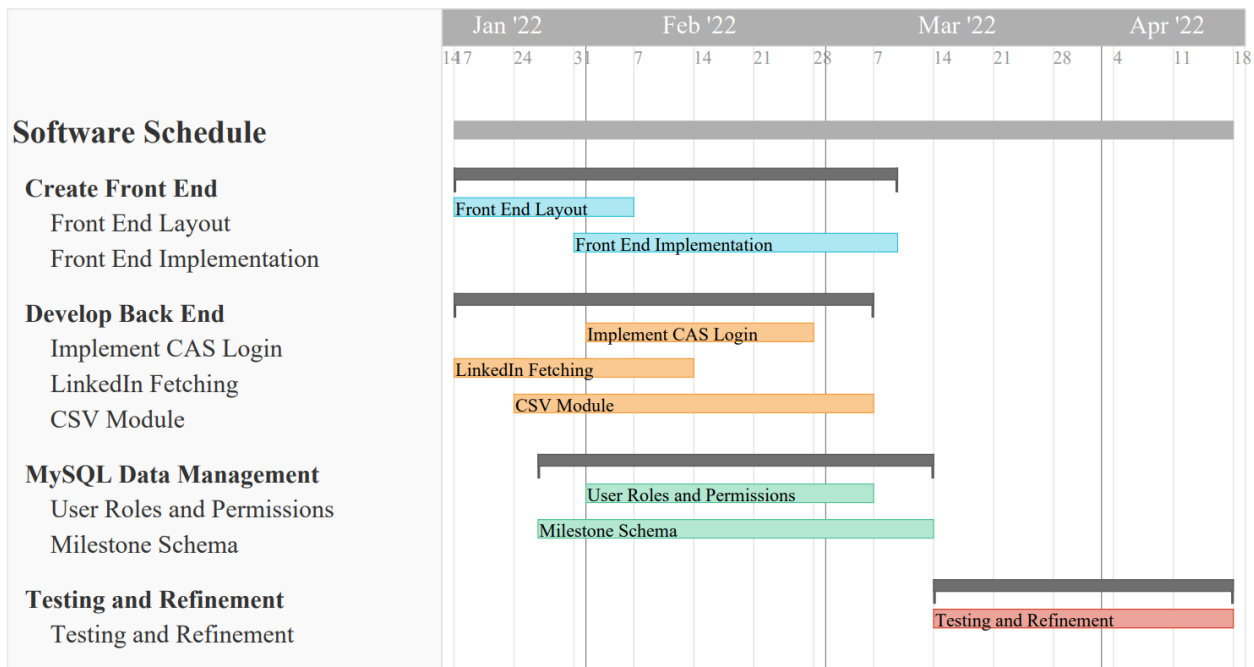 Jan '22 Feb '22 Mar '22 Apr '22
14 17 24 31 7 14 21 28 7 14 21 28 4 11 18
Software Schedule
Create Front End
Front End Layout Front End Layout
Front End Implementation Front End Implementation
Develop Back End
Implement CAS Login Implement CAS Login
LinkedIn Fetching LinkedIn Fetching
CSV Module CSV Module
MySQL Data Management
User Roles and Permissions User Roles and Permissions
Milestone Schema Milestone Schema
Testing and Refinement
Testing and Refinement Testing and Refinement